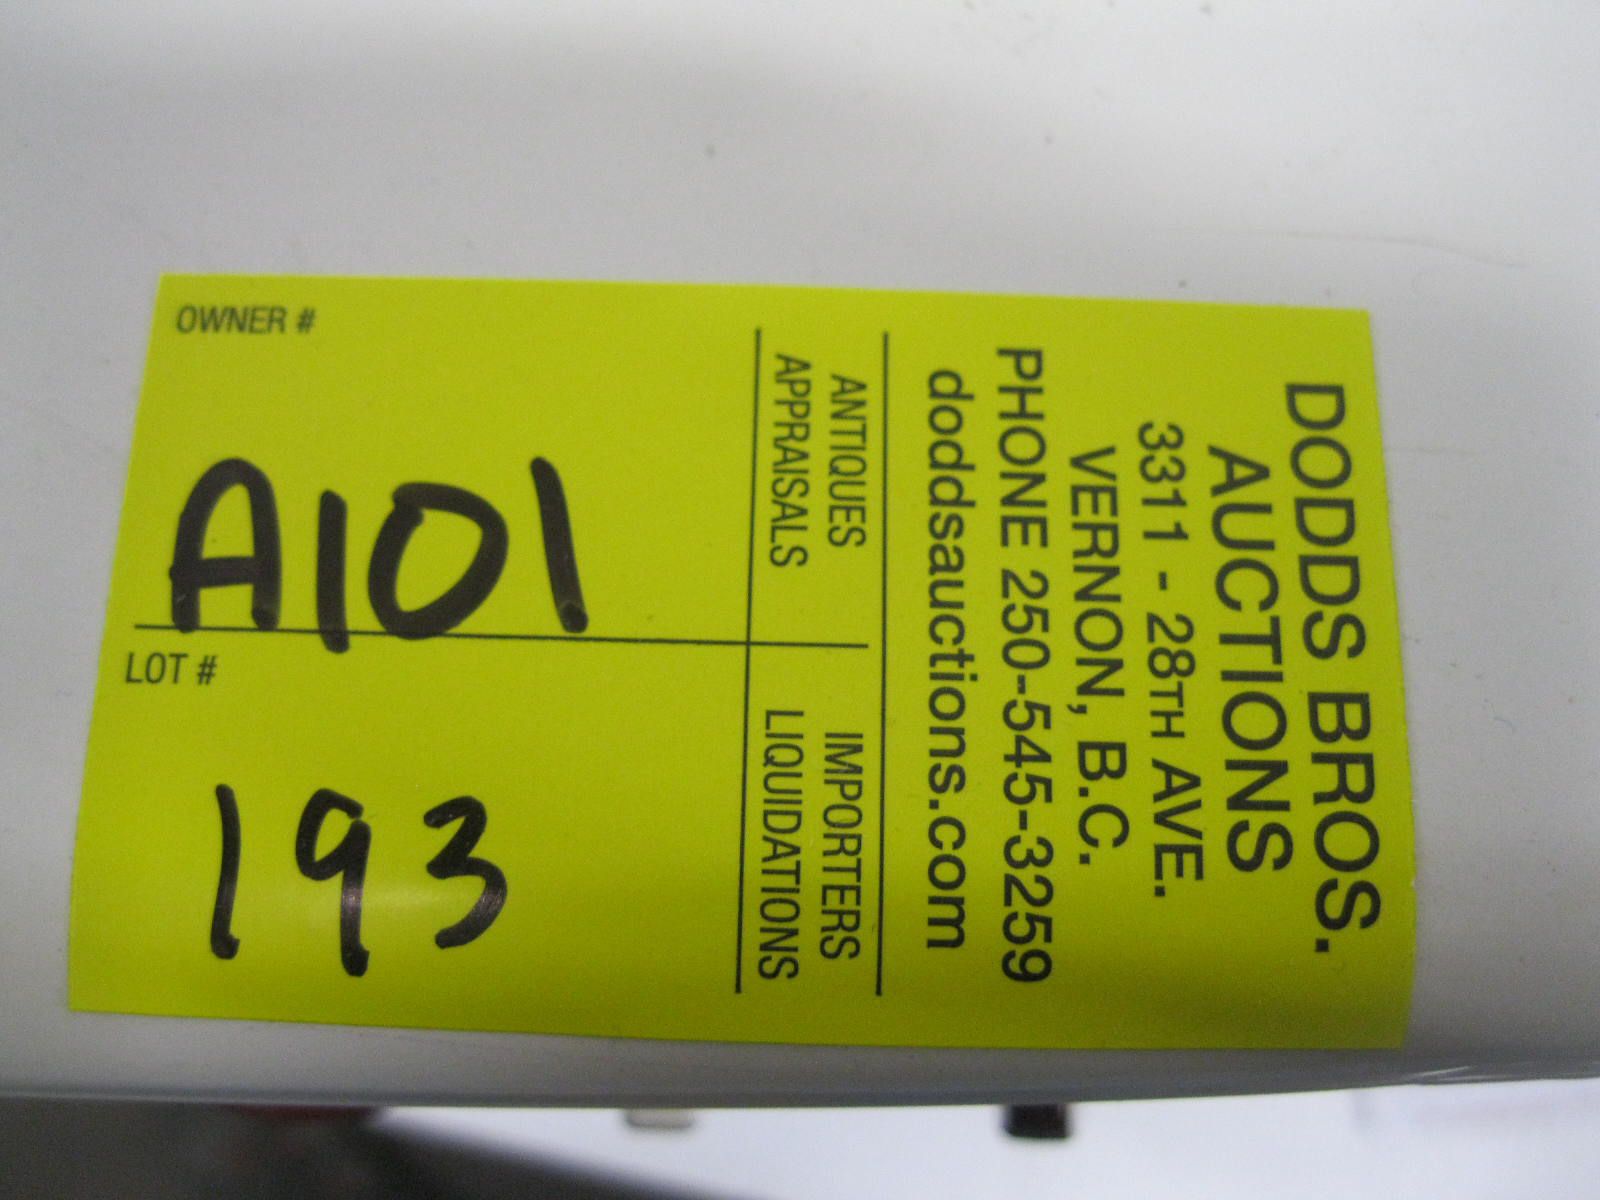 DODDS BROS.
AUCTIONS
3311 - 28TH AVE.
VERNON, B.C.
PHONE 250-545-3259
doddsauctions.com
ANTIQUES
APPRAISALS
IMPORTERS
LIQUIDATIONS
OWNER #
A101
LOT #
193